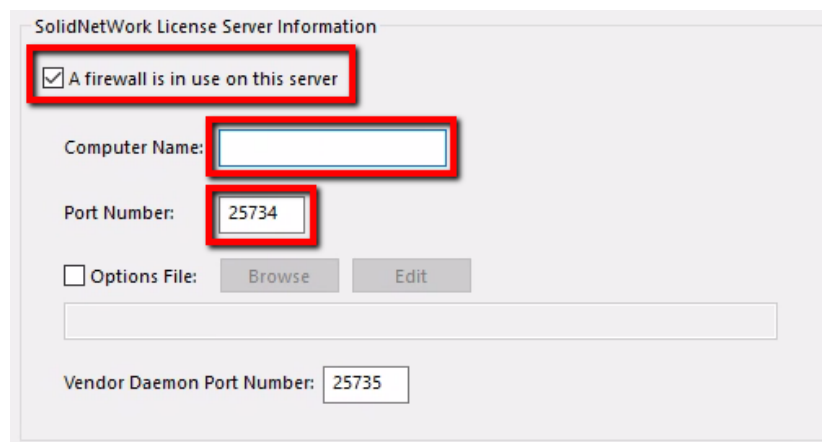 SolidNetWork License Server Information
A firewall is in use on this server
Computer Name:
Port Number: 25734
Options File: Browse Edit
Vendor Daemon Port Number: 25735